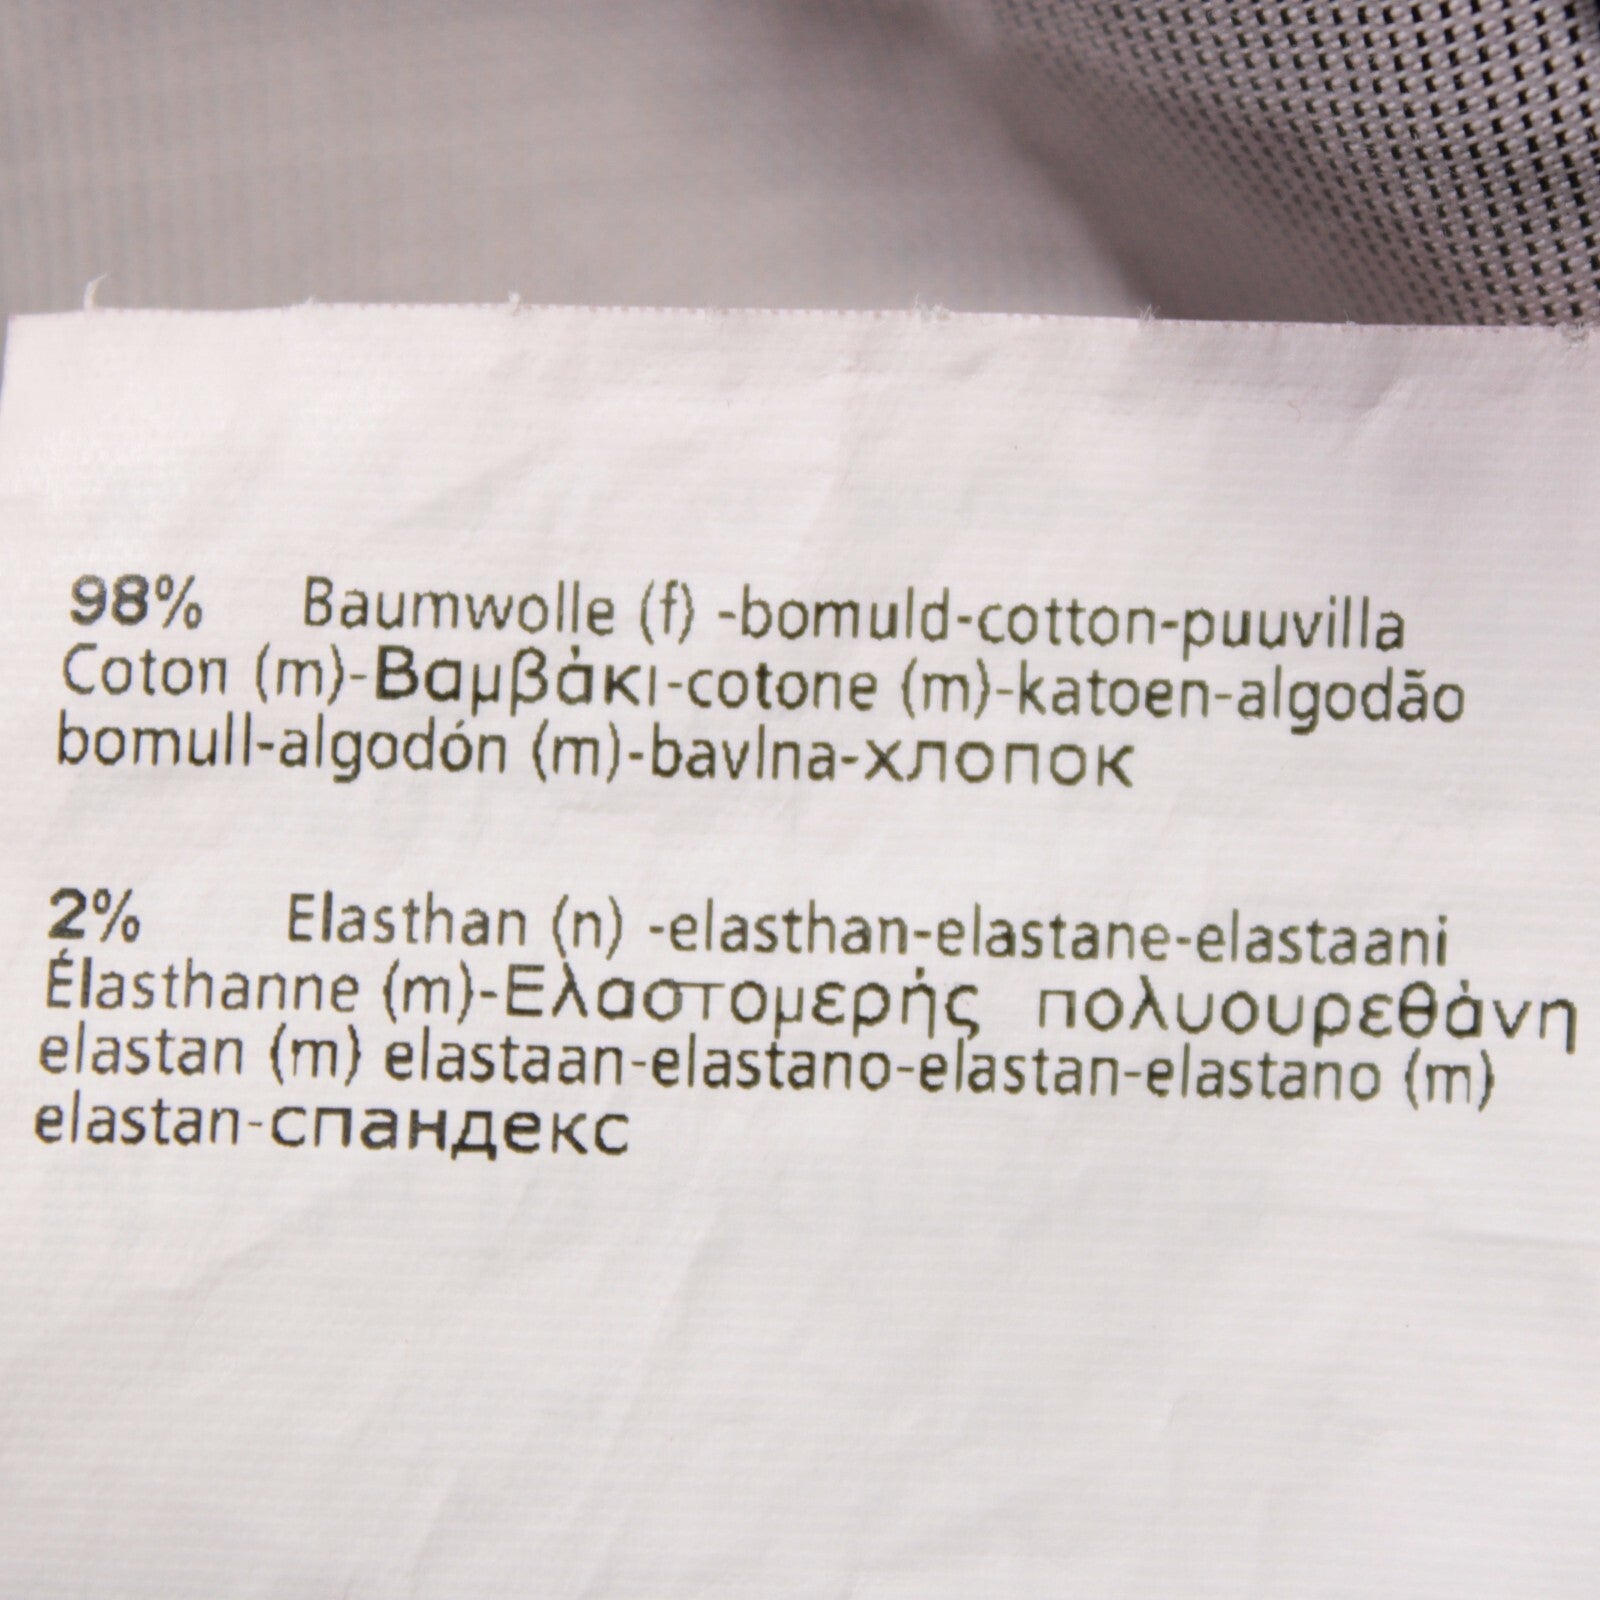 98% Baumwolle (f) -bomuld-cotton-puuvilla
Coton (m)-Βαμβάκι-cotone (m)-katoen-algodão
bomull-algodón (m)-bavlna-хлопок
2% Elasthan (n) -elasthan-elastane-elastaani
Élasthanne (m)-Ελαστομερής πολυουρεθάνη
elastan (m) elastaan-elastano-elastan-elastano (m)
elastan-спандекс